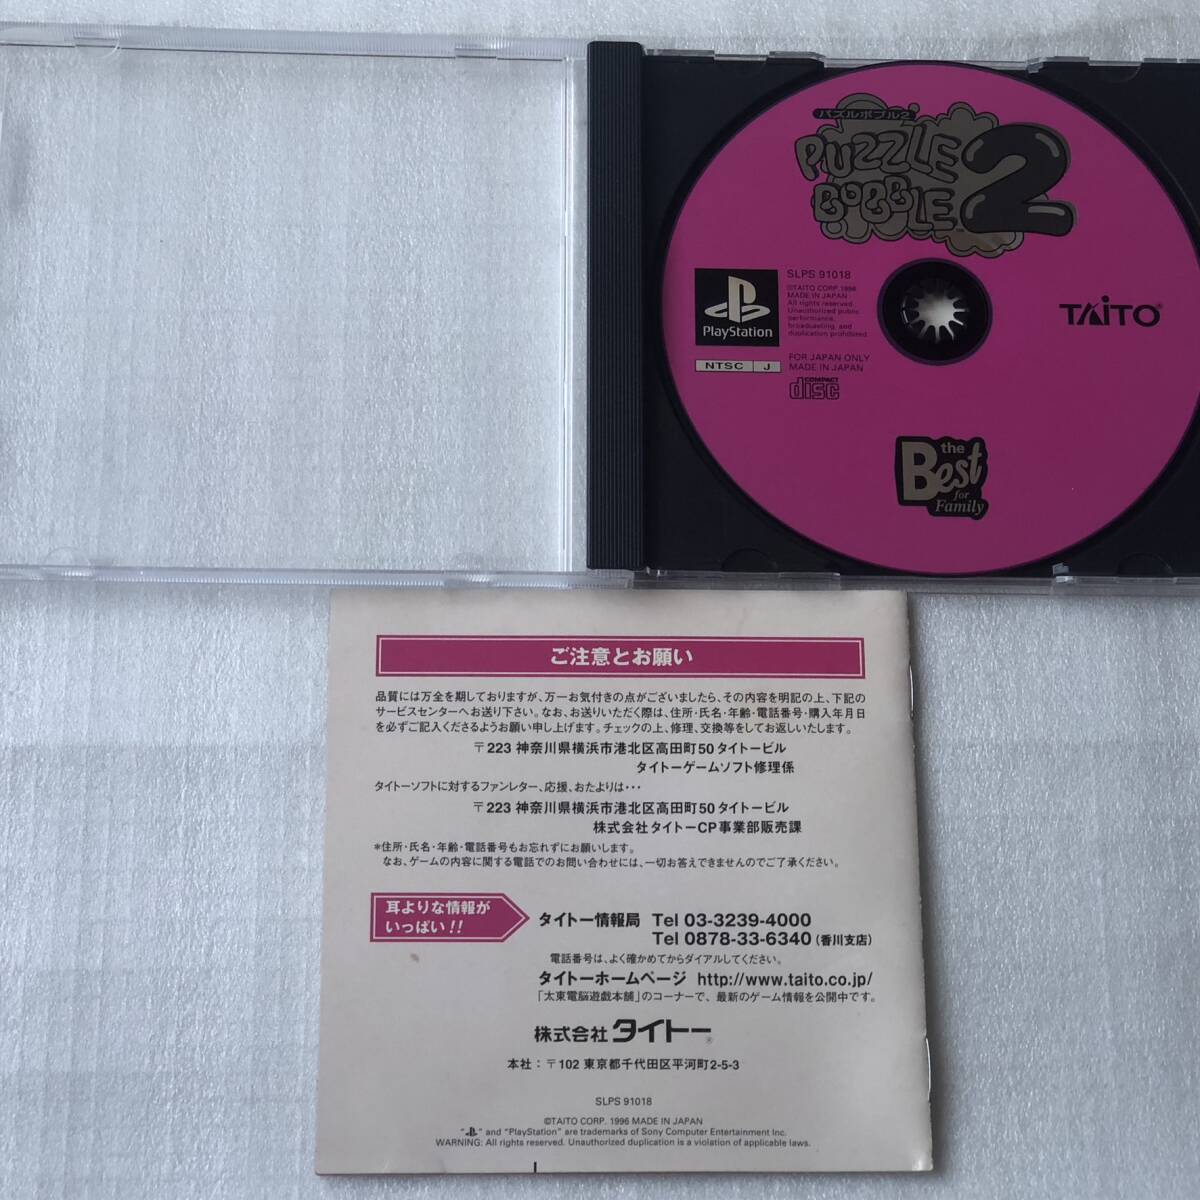 パズルボブル2
PUZZLE
BOBBLE 2
SLPS 91018
©TAITO CORP. 1996
MADE IN JAPAN
All rights reserved.
Unauthorized public
performance,
broadcasting, and
duplication prohibited.
PlayStation
NTSC J
FOR JAPAN ONLY
MADE IN JAPAN
COMPACT
disc
TAITO®
the
Best
for
Family
ご注意とお願い
品質には万全を期しておりますが、万一お気付きの点がございましたら、その内容を明記の上、下記の
サービスセンターへお送り下さい。なお、お送りいただく際は、住所・氏名・年齢・電話番号・購入年月日
を必ずご記入くださるようお願い申し上げます。チェックの上、修理、交換等をしてお返しいたします。
〒223 神奈川県横浜市港北区高田町50 タイトービル
タイトーゲームソフト修理係
タイトーソフトに対するファンレター、応援、おたよりは・・・
〒223 神奈川県横浜市港北区高田町50 タイトービル
株式会社タイトーCP事業部販売課
*住所・氏名・年齢・電話番号もお忘れずにお願いします。
なお、ゲームの内容に関する電話でのお問い合わせには、一切お答えできませんのでご了承ください。
耳よりな情報が
いっぱい!!
タイトー情報局 Tel 03-3239-4000
Tel 0878-33-6340（香川支店）
電話番号は、よく確かめてからダイアルしてください。
タイトーホームページ http://www.taito.co.jp/
「太東電脳遊戯本舗」のコーナーで、最新のゲーム情報を公開中です。
株式会社タイトー®
本社：〒102 東京都千代田区平河町2-5-3
SLPS 91018
©TAITO CORP. 1996 MADE IN JAPAN
" " and "PlayStation" are trademarks of Sony Computer Entertainment Inc.
WARNING: All rights reserved. Unauthorized duplication is a violation of applicable laws.